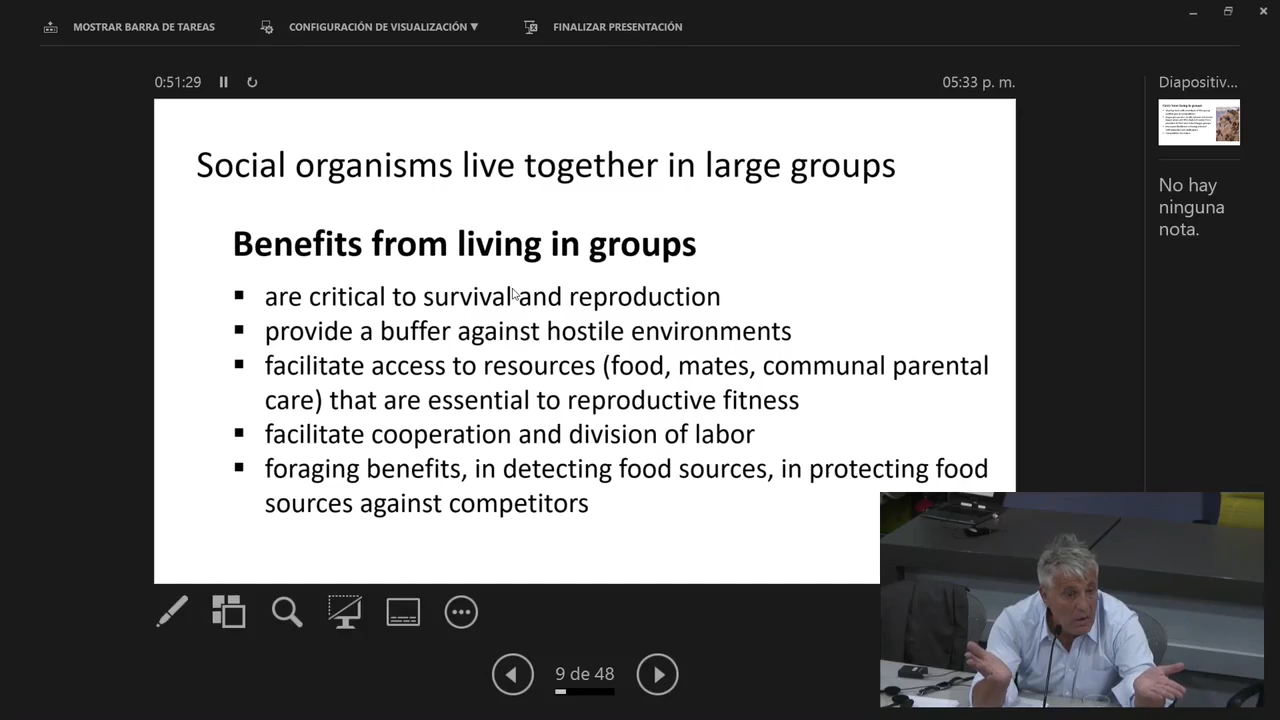 MOSTRAR BARRA DE TAREAS
CONFIGURACIÓN DE VISUALIZACIÓN ▼
FINALIZAR PRESENTACIÓN
0:51:29
05:33 p. m.
Diapositiv...
Social organisms live together in large groups
Benefits from living in groups
▪ are critical to survival and reproduction
▪ provide a buffer against hostile environments
▪ facilitate access to resources (food, mates, communal parental
care) that are essential to reproductive fitness
▪ facilitate cooperation and division of labor
▪ foraging benefits, in detecting food sources, in protecting food
sources against competitors
No hay
ninguna
nota.
9 de 48